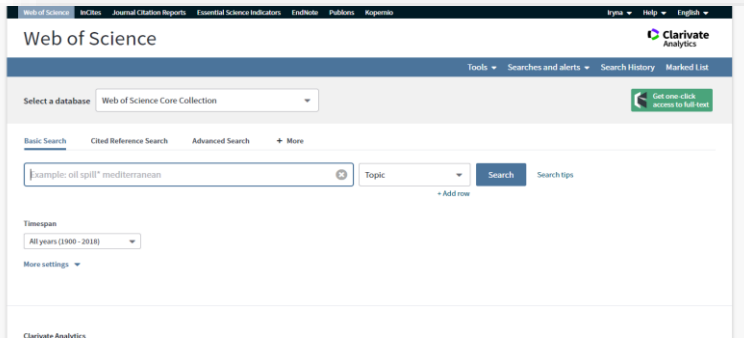 Web of Science InCites Journal Citation Reports Essential Science Indicators EndNote Publons Kopernio Iryna Help English
Web of Science
Clarivate
Analytics
Tools Searches and alerts Search History Marked List
Select a database Web of Science Core Collection
Get one-click
access to full-text
Basic Search Cited Reference Search Advanced Search + More
Example: oil spill* mediterranean Topic Search Search tips
+ Add row
Timespan
All years (1900 - 2018)
More settings
Clarivate Analytics